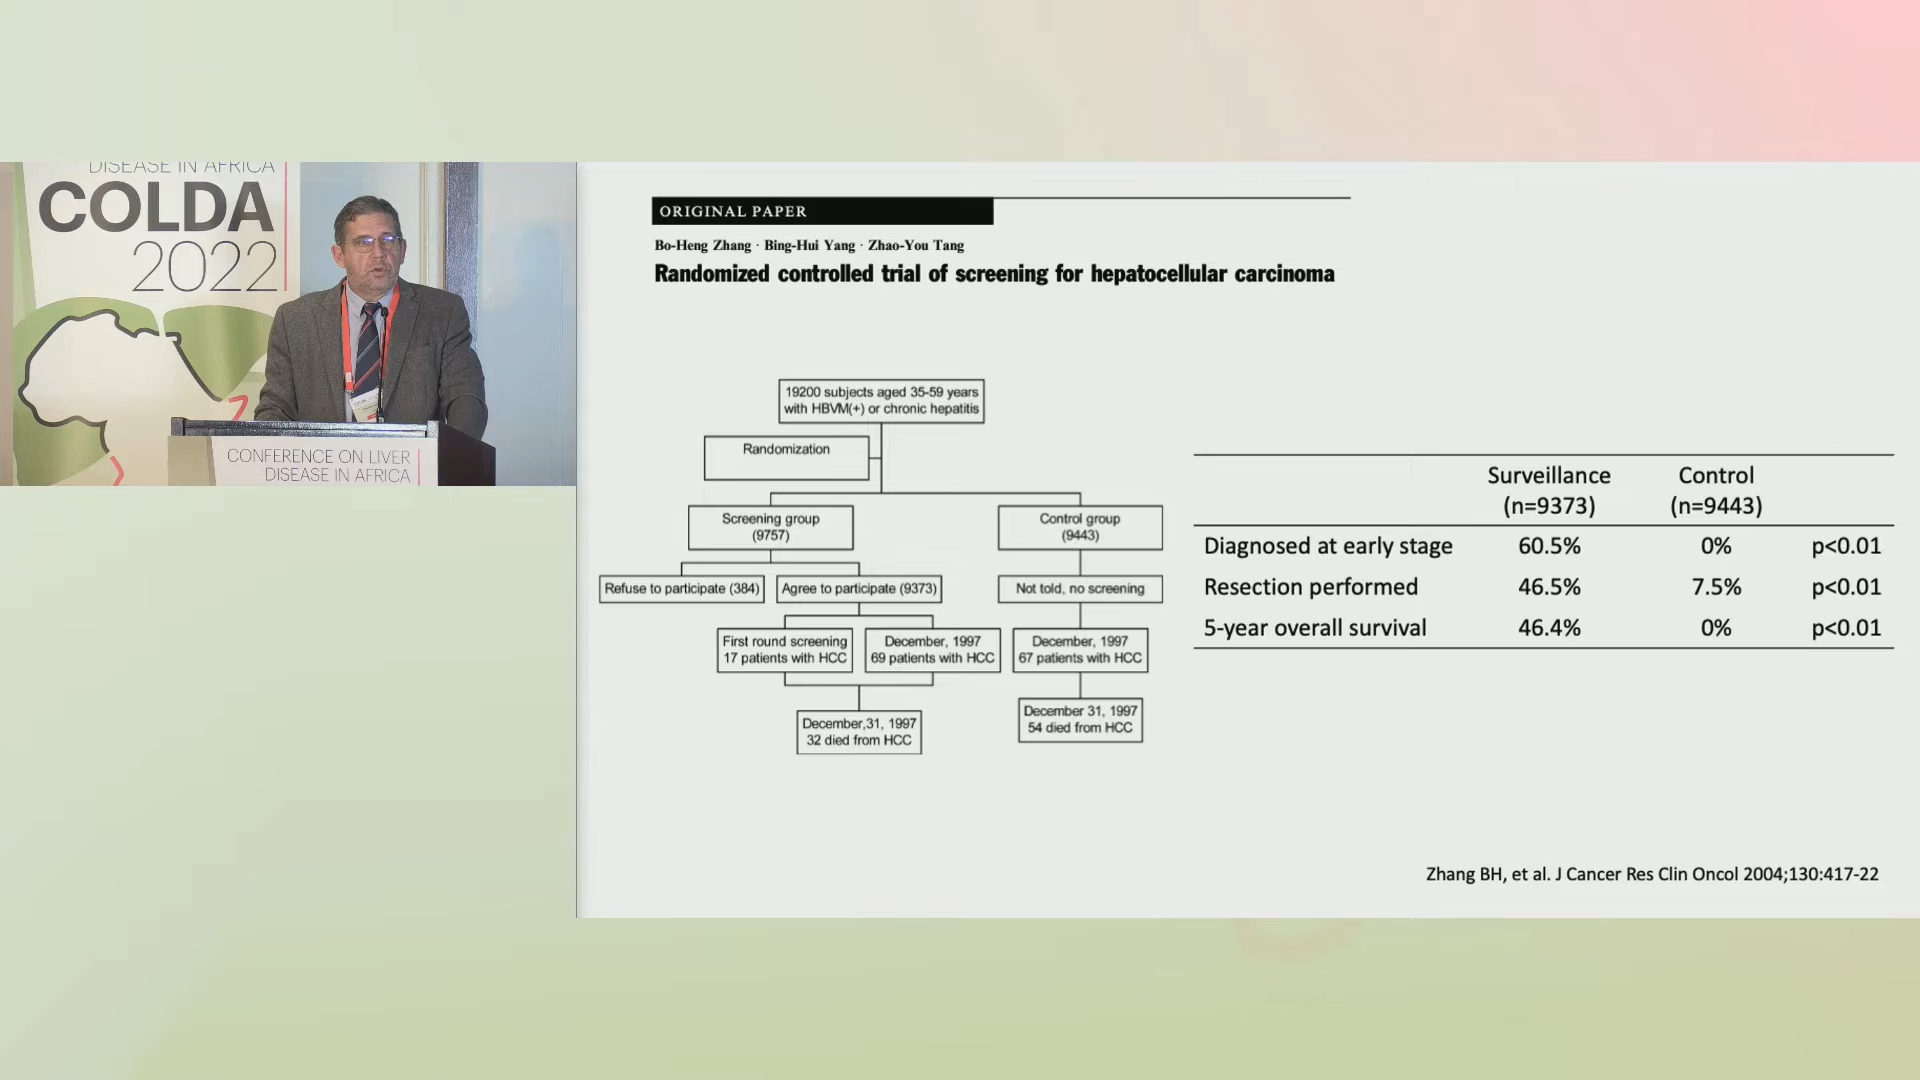 DISEASE IN AFRICA
COLDA
2022
CONFERENCE ON LIVER
DISEASE IN AFRICA
ORIGINAL PAPER
Bo-Heng Zhang · Bing-Hui Yang · Zhao-You Tang
Randomized controlled trial of screening for hepatocellular carcinoma
19200 subjects aged 35-59 years
with HBVM(+) or chronic hepatitis
Randomization
Screening group
(9757)
Control group
(9443)
Refuse to participate (384)
Agree to participate (9373)
Not told, no screening
First round screening
17 patients with HCC
December, 1997
69 patients with HCC
December, 1997
67 patients with HCC
December,31, 1997
32 died from HCC
December 31, 1997
54 died from HCC
Surveillance Control
(n=9373) (n=9443)
Diagnosed at early stage 60.5% 0% p<0.01
Resection performed 46.5% 7.5% p<0.01
5-year overall survival 46.4% 0% p<0.01
Zhang BH, et al. J Cancer Res Clin Oncol 2004;130:417-22